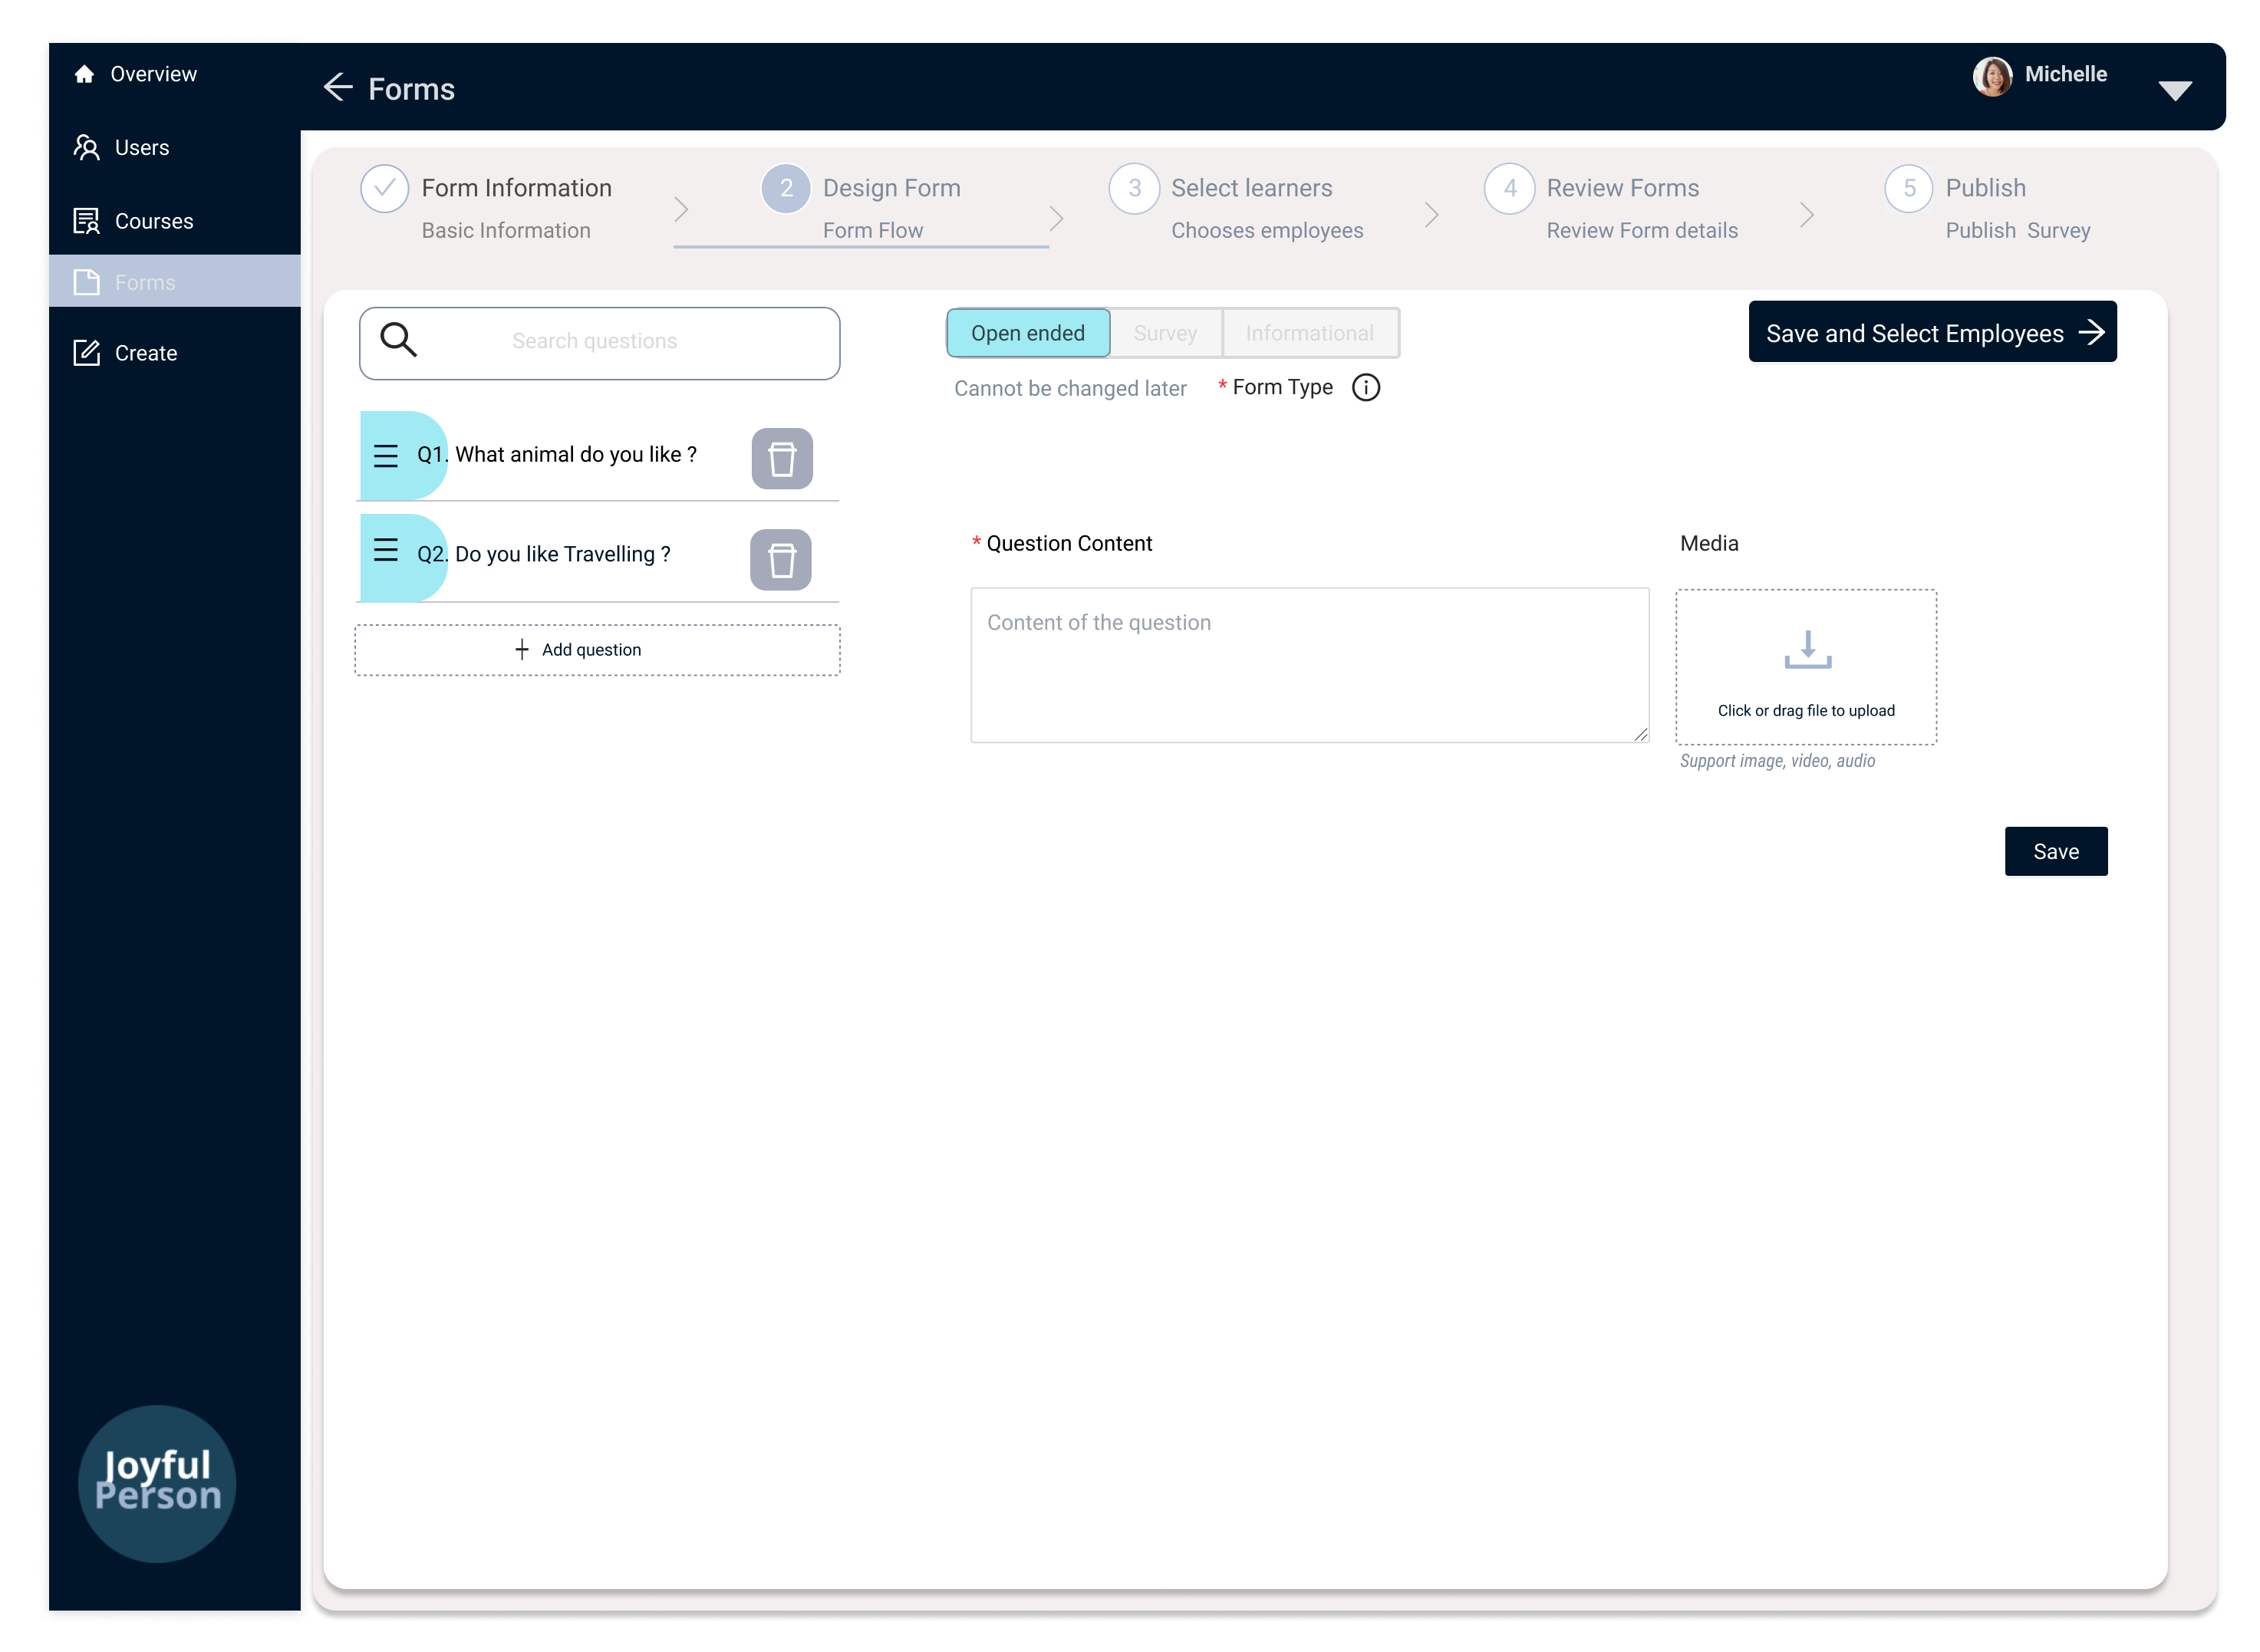 Overview
Users
Courses
Forms
Create
Joyful
Person
Forms
Michelle
Form Information
Basic Information
2
Design Form
Form Flow
3
Select learners
Chooses employees
4
Review Forms
Review Form details
5
Publish
Publish Survey
Search questions
Q1. What animal do you like ?
Q2. Do you like Travelling ?
Add question
Open ended
Survey
Informational
Cannot be changed later
* Form Type
Save and Select Employees
* Question Content
Content of the question
Media
Click or drag file to upload
Support image, video, audio
Save